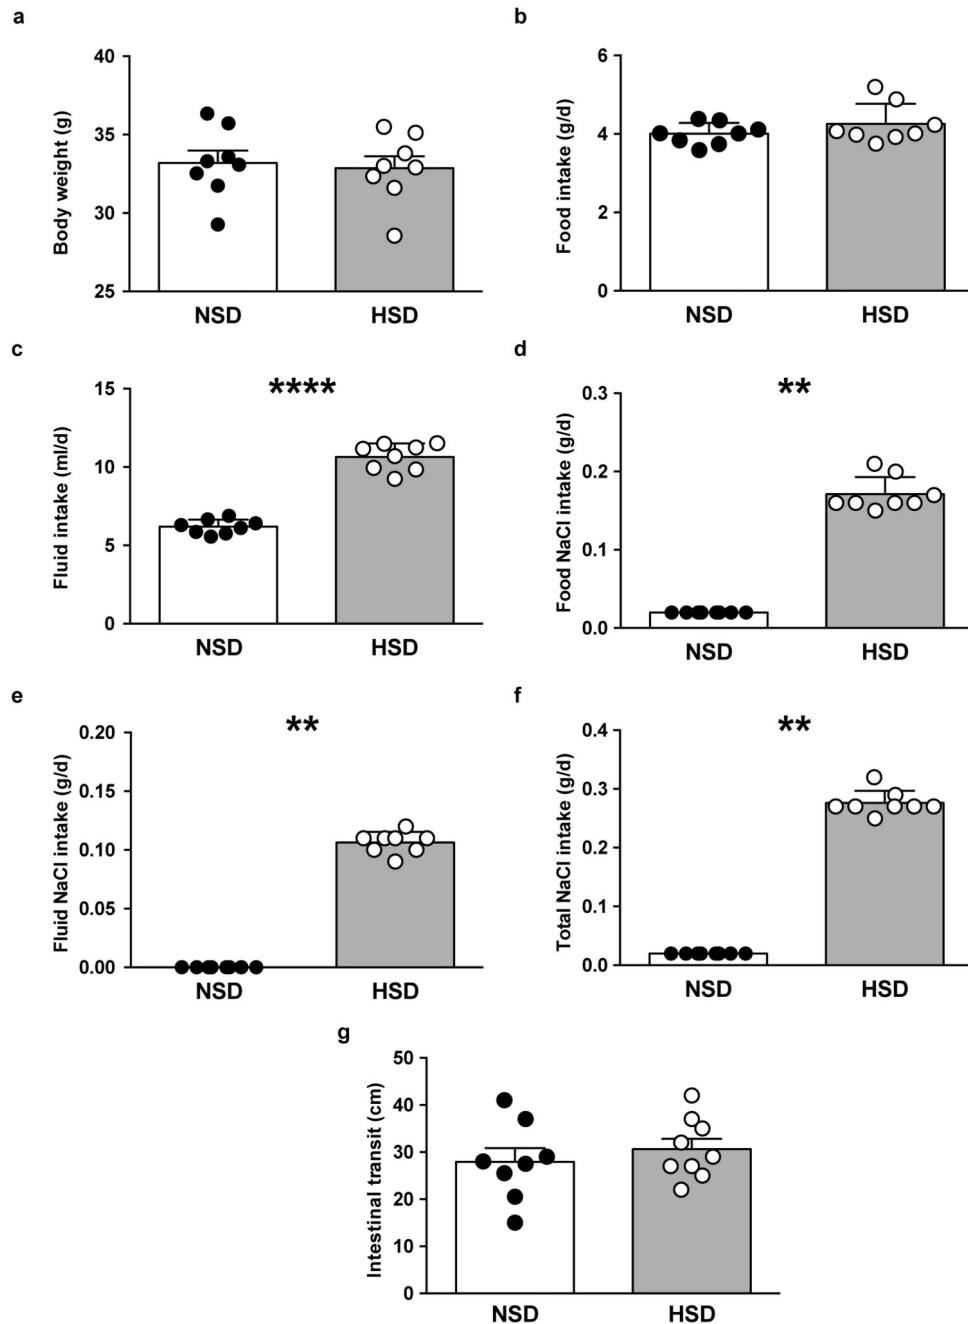 a
Body weight (g)
40
35
30
25
NSD HSD
b
Food intake (g/d)
6
4
2
0
NSD HSD
c
Fluid intake (ml/d)
15
10
5
0
****
NSD HSD
d
Food NaCl intake (g/d)
0.3
0.2
0.1
0.0
**
NSD HSD
e
Fluid NaCl intake (g/d)
0.20
0.15
0.10
0.05
0.00
**
NSD HSD
f
Total NaCl intake (g/d)
0.4
0.3
0.2
0.1
0.0
**
NSD HSD
g
Intestinal transit (cm)
50
40
30
20
10
0
NSD HSD